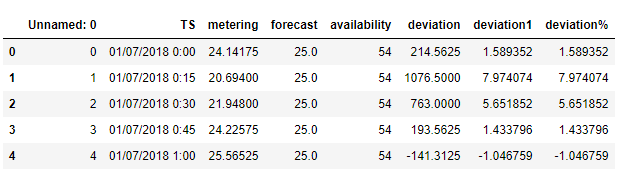 Unnamed: 0 TS metering forecast availability deviation deviation1 deviation%
0 0 01/07/2018 0:00 24.14175 25.0 54 214.5625 1.589352 1.589352
1 1 01/07/2018 0:15 20.69400 25.0 54 1076.5000 7.974074 7.974074
2 2 01/07/2018 0:30 21.94800 25.0 54 763.0000 5.651852 5.651852
3 3 01/07/2018 0:45 24.22575 25.0 54 193.5625 1.433796 1.433796
4 4 01/07/2018 1:00 25.56525 25.0 54 -141.3125 -1.046759 -1.046759